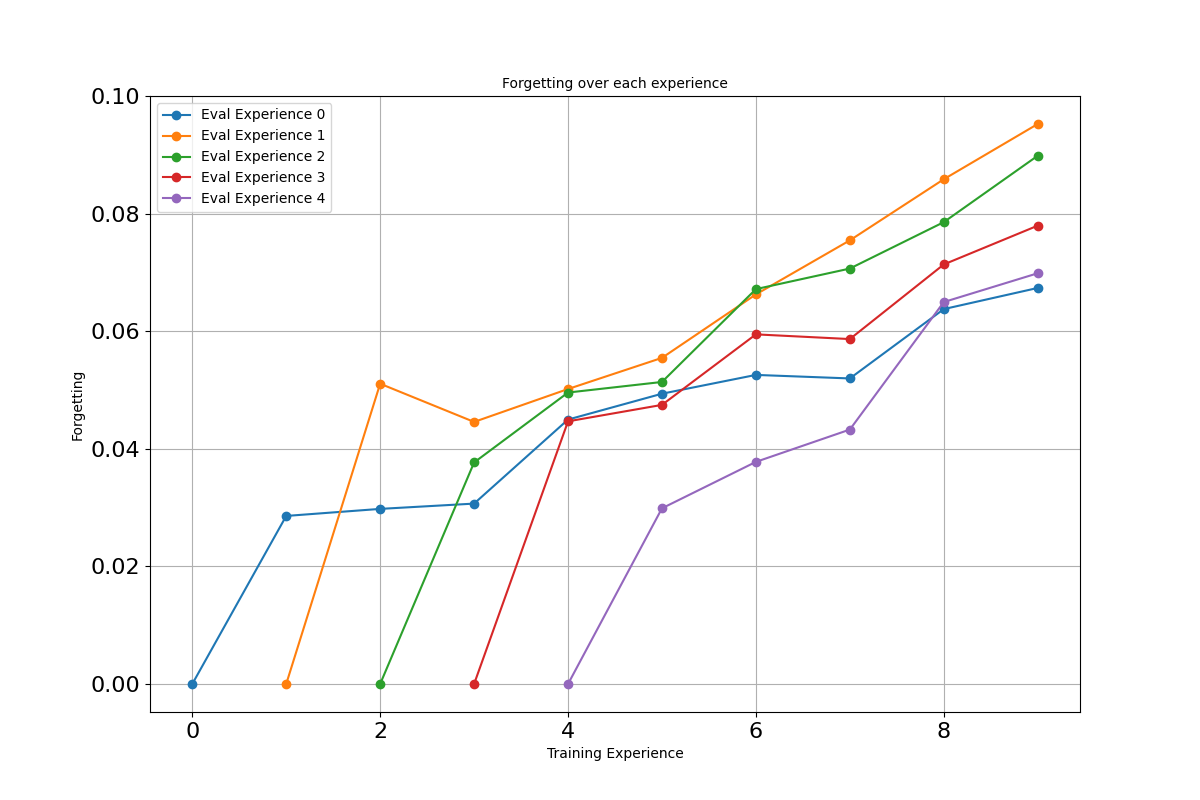 Forgetting over each experience
0.10
0.08
0.06
0.04
0.02
0.00
Forgetting
Eval Experience 0
Eval Experience 1
Eval Experience 2
Eval Experience 3
Eval Experience 4
0 2 4 6 8
Training Experience